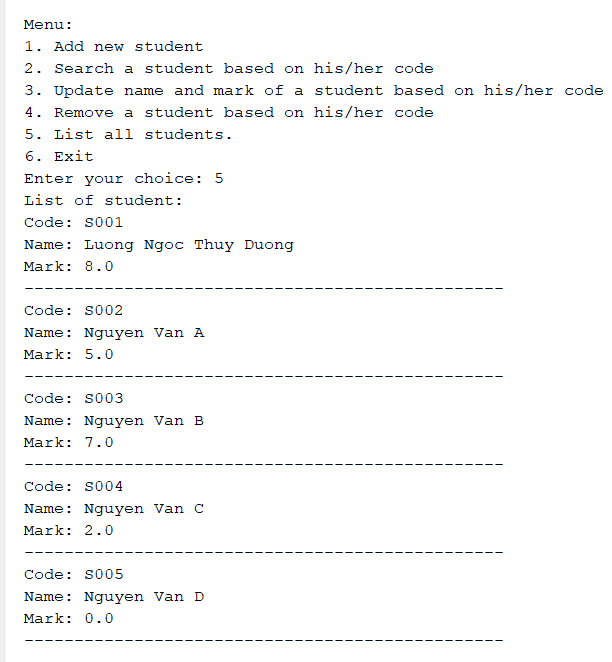 Menu:
1. Add new student
2. Search a student based on his/her code
3. Update name and mark of a student based on his/her code
4. Remove a student based on his/her code
5. List all students.
6. Exit
Enter your choice: 5
List of student:
Code: S001
Name: Luong Ngoc Thuy Duong
Mark: 8.0
------------------------------------------------
Code: S002
Name: Nguyen Van A
Mark: 5.0
------------------------------------------------
Code: S003
Name: Nguyen Van B
Mark: 7.0
------------------------------------------------
Code: S004
Name: Nguyen Van C
Mark: 2.0
------------------------------------------------
Code: S005
Name: Nguyen Van D
Mark: 0.0
------------------------------------------------